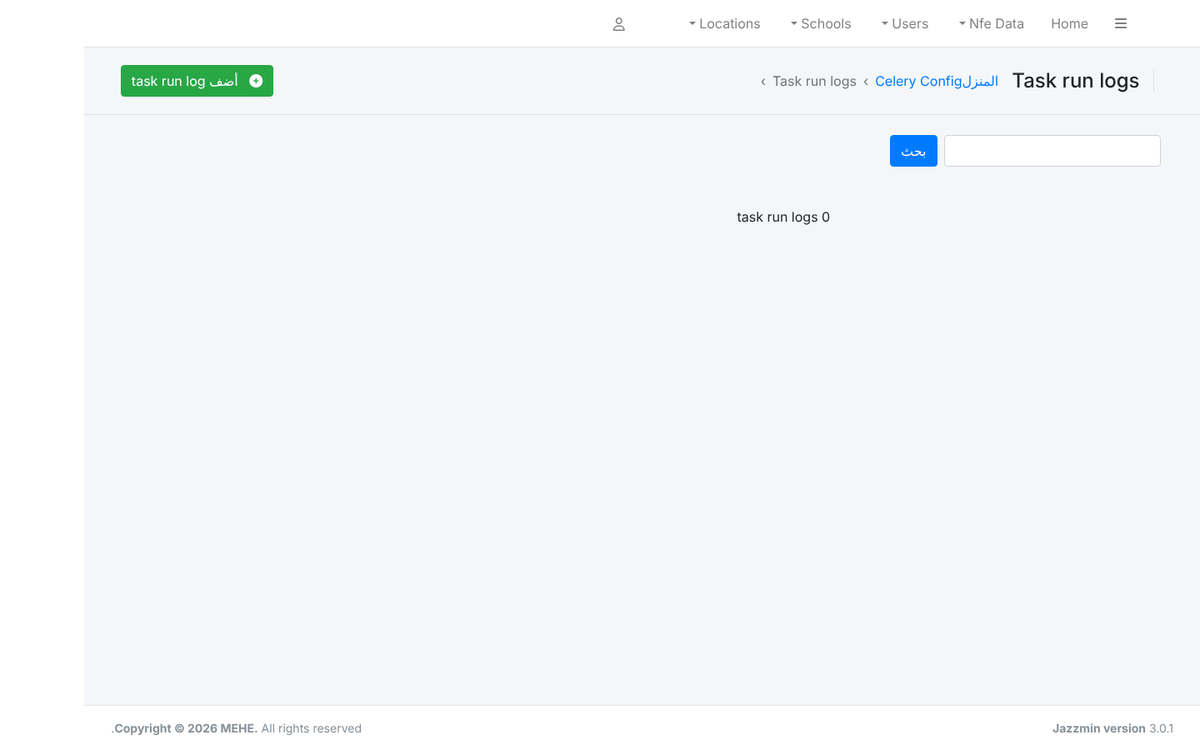 Home
Nfe Data
Users
Schools
Locations
Task run logs
المنزل
Celery Config ›
Task run logs ›
أضف task run log
بحث
task run logs 0
Jazzmin version 3.0.1
.Copyright © 2026 MEHE. All rights reserved